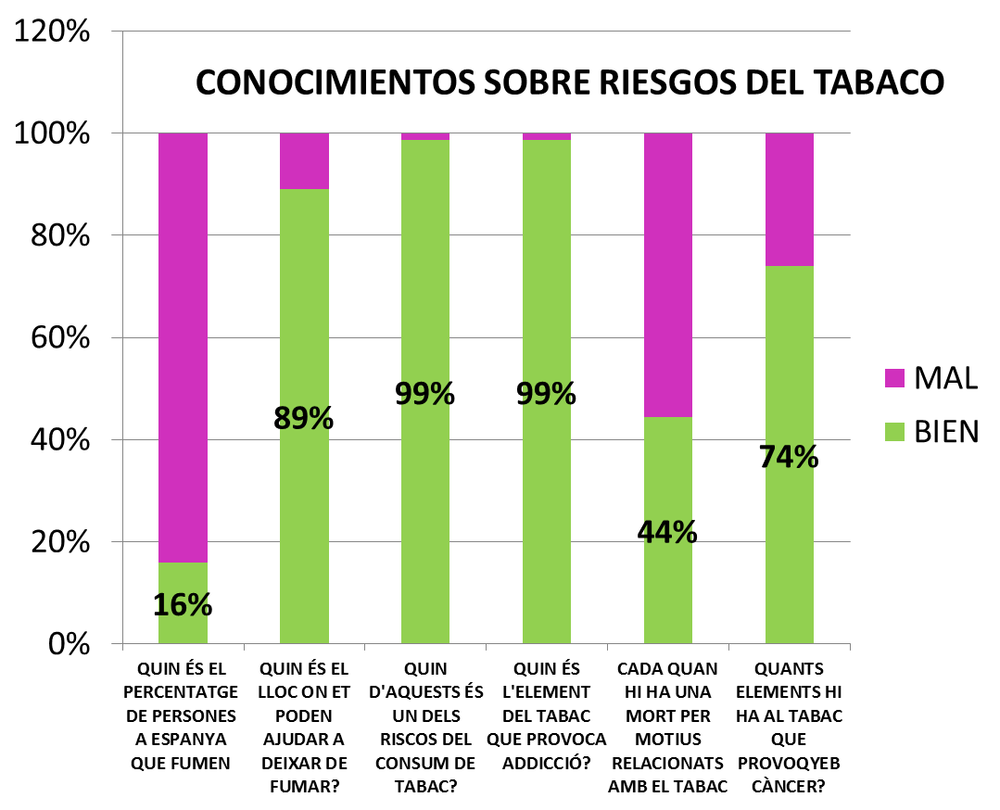 CONOCIMIENTOS SOBRE RIESGOS DEL TABACO
120%
100%
80%
60%
40%
20%
0%
16%
89%
99%
99%
44%
74%
MAL
BIEN
QUIN ÉS EL
PERCENTATGE
DE PERSONES
A ESPANYA
QUE FUMEN
QUIN ÉS EL
LLOC ON ET
PODEN
AJUDAR A
DEIXAR DE
FUMAR?
QUIN
D'AQUESTS ÉS
UN DELS
RISCOS DEL
CONSUM DE
TABAC?
QUIN ÉS
L'ELEMENT
DEL TABAC
QUE PROVOCA
ADDICCIÓ?
CADA QUAN
HI HA UNA
MORT PER
MOTIUS
RELACIONATS
AMB EL TABAC
QUANTS
ELEMENTS HI
HA AL TABAC
QUE
PROVOQYEB
CÀNCER?